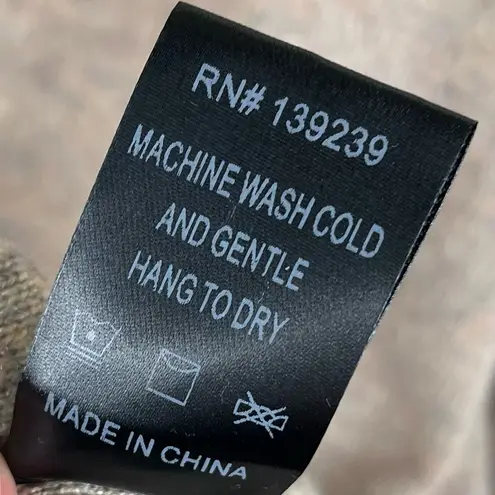 RN# 139239
MACHINE WASH COLD
AND GENTLE
HANG TO DRY
MADE IN CHINA